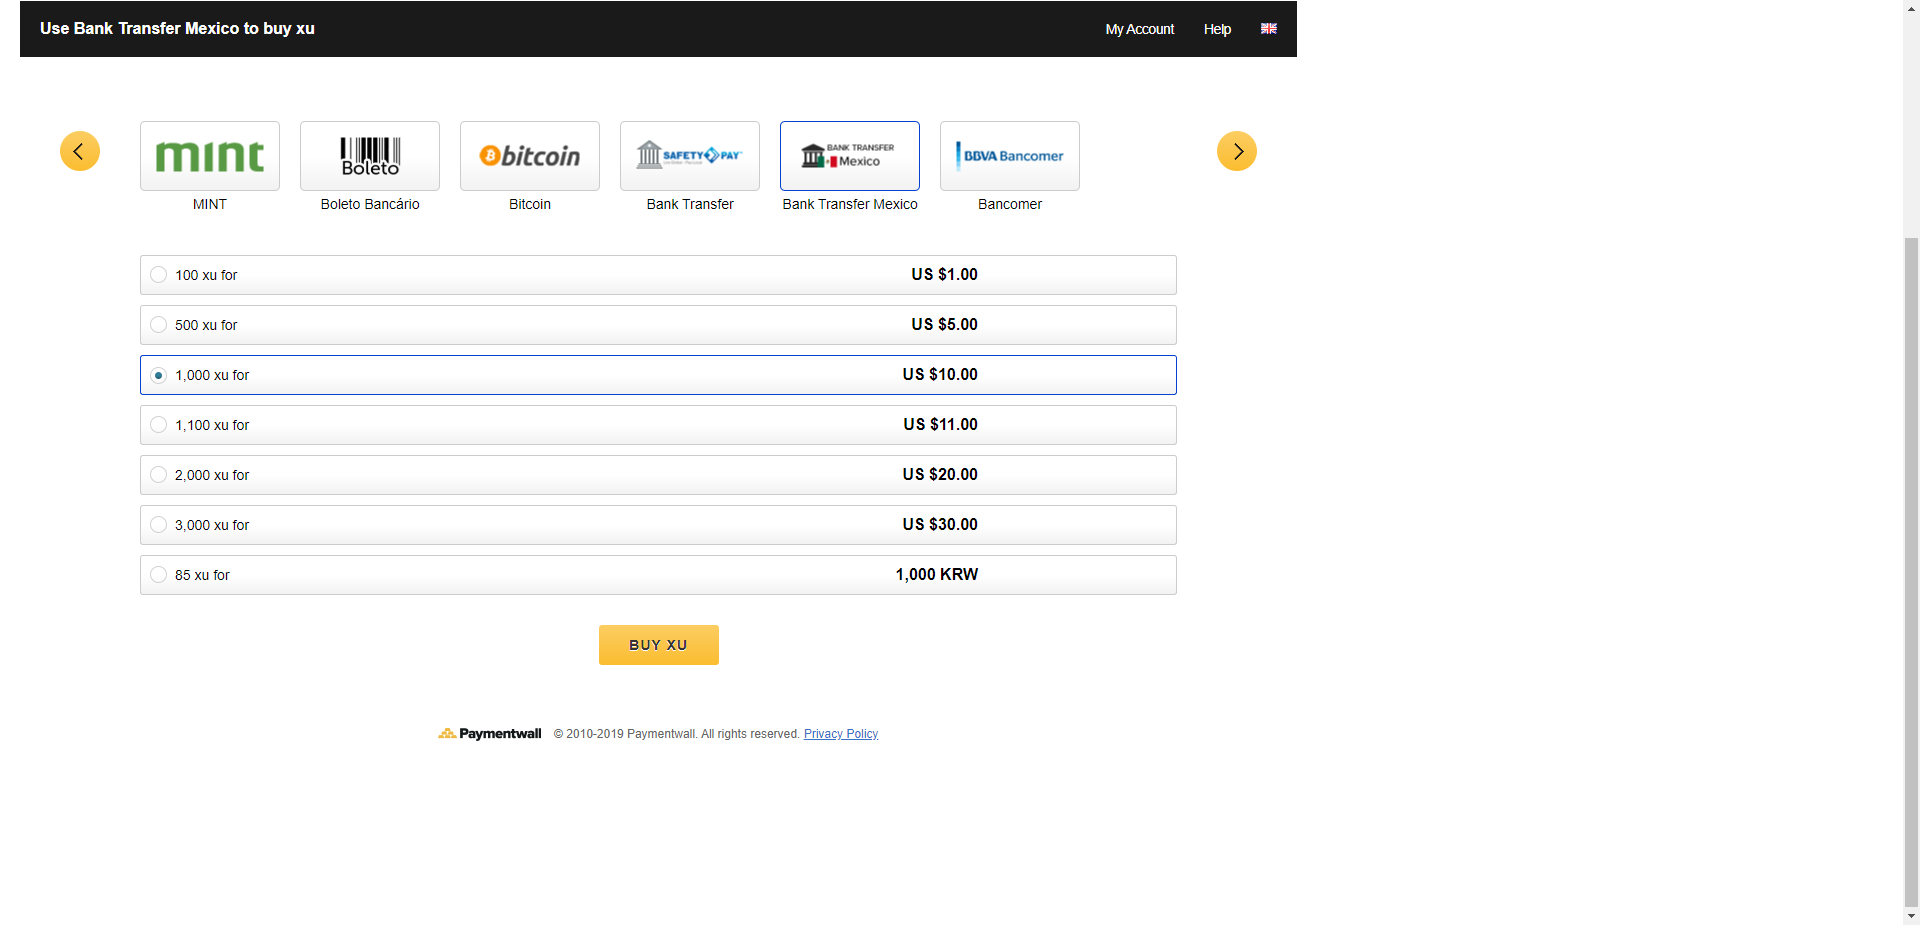 Use Bank Transfer Mexico to buy xu
My Account Help
mint
Boleto
bitcoin
SAFETY PAY
BANK TRANSFER
Mexico
BBVA Bancomer
MINT
Boleto Bancário
Bitcoin
Bank Transfer
Bank Transfer Mexico
Bancomer
100 xu for US $1.00
500 xu for US $5.00
1,000 xu for US $10.00
1,100 xu for US $11.00
2,000 xu for US $20.00
3,000 xu for US $30.00
85 xu for 1,000 KRW
BUY XU
Paymentwall © 2010-2019 Paymentwall. All rights reserved. Privacy Policy